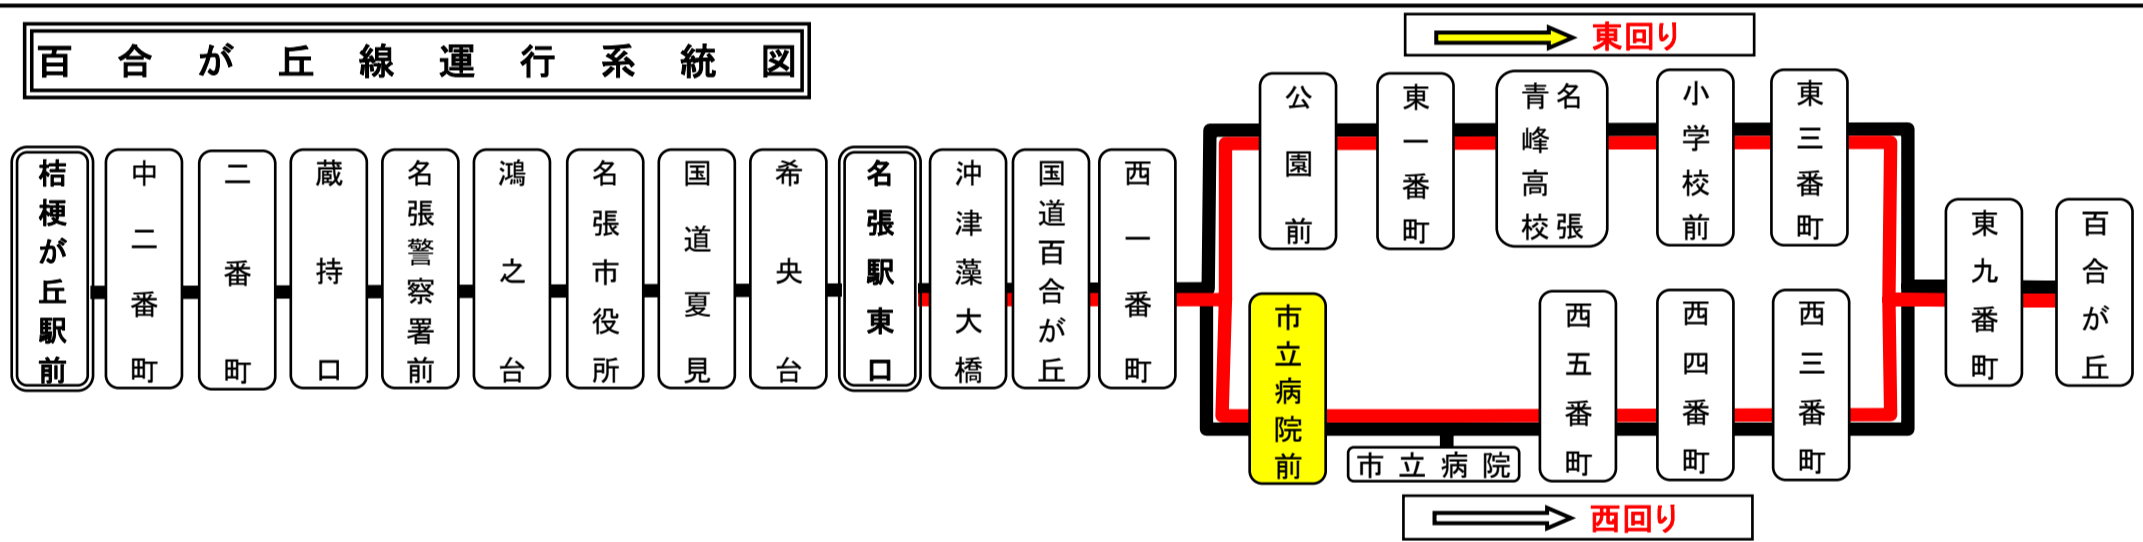 百合が丘線運行系統図
東回り
桔梗が丘駅前
中二番町
二番町
蔵持口
名張警察署前
鴻之台
名張市役所
国道夏見
希央台
名張駅東口
沖津藻大橋
国道百合が丘
西一番町
公園前
東一番町
名張
青峰高校
小学校前
東三番町
市立病院前
市立病院
西五番町
西四番町
西三番町
東九番町
百合が丘
西回り